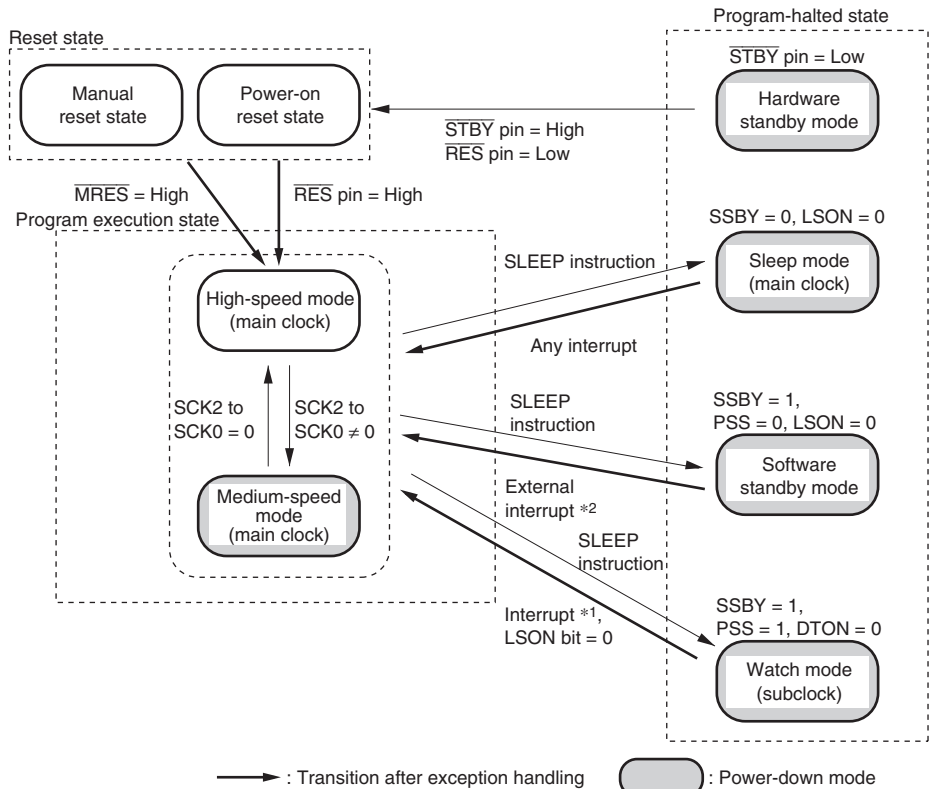 Program-halted state
Reset state
STBY pin = Low
Manual
reset state
Power-on
reset state
Hardware
standby mode
STBY pin = High
RES pin = Low
MRES = High
RES pin = High
Program execution state
SSBY = 0, LSON = 0
SLEEP instruction
Sleep mode
(main clock)
High-speed mode
(main clock)
Any interrupt
SCK2 to
SCK0 = 0
SCK2 to
SCK0 ≠ 0
SLEEP
instruction
SSBY = 1,
PSS = 0, LSON = 0
Software
standby mode
External
interrupt *2
Medium-speed
mode
(main clock)
SLEEP
instruction
Interrupt *1,
LSON bit = 0
SSBY = 1,
PSS = 1, DTON = 0
Watch mode
(subclock)
: Transition after exception handling
: Power-down mode